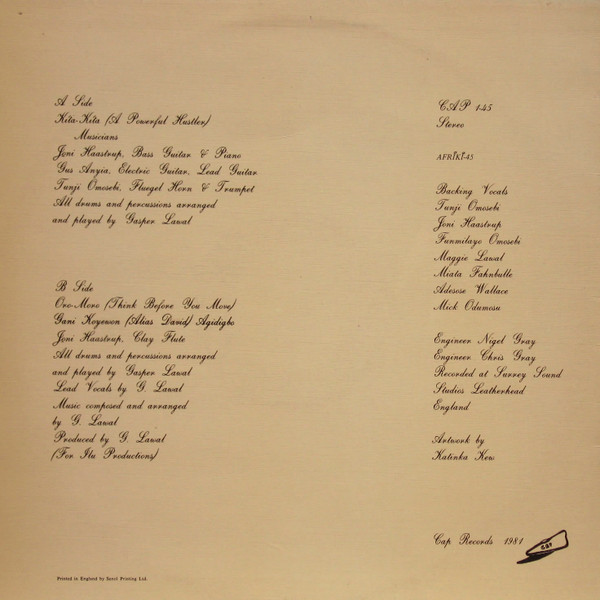 A Side
Kita-Kita (A Powerful Hustler)
Musicians
Joni Haastrup, Bass Guitar & Piano
Gus Anyia, Electric Guitar, Lead Guitar
Tunji Omosebi, Fluegel Horn & Trumpet
All drums and percussions arranged
and played by Gasper Lawal
B Side
Oro-Moro (Think Before You Move)
Gani Koyewon (Alias David) Agidigbo
Joni Haastrup, Clay Flute
All drums and percussions arranged
and played by Gasper Lawal
Lead Vocals by G. Lawal
Music composed and arranged
by G. Lawal
Produced by G. Lawal
(For Ilu Productions)
Printed in England by Senol Printing Ltd.
CAP 1-45
Stereo
AFRIKI-45
Backing Vocals
Tunji Omosebi
Joni Haastrup
Funmilayo Omosebi
Maggie Lawal
Miata Fahnbulle
Adesose Wallace
Mick Odumosu
Engineer Nigel Gray
Engineer Chris Gray
Recorded at Surrey Sound
Studios Leatherhead
England
Artwork by
Katinka Kew
Cap Records 1981
CAP